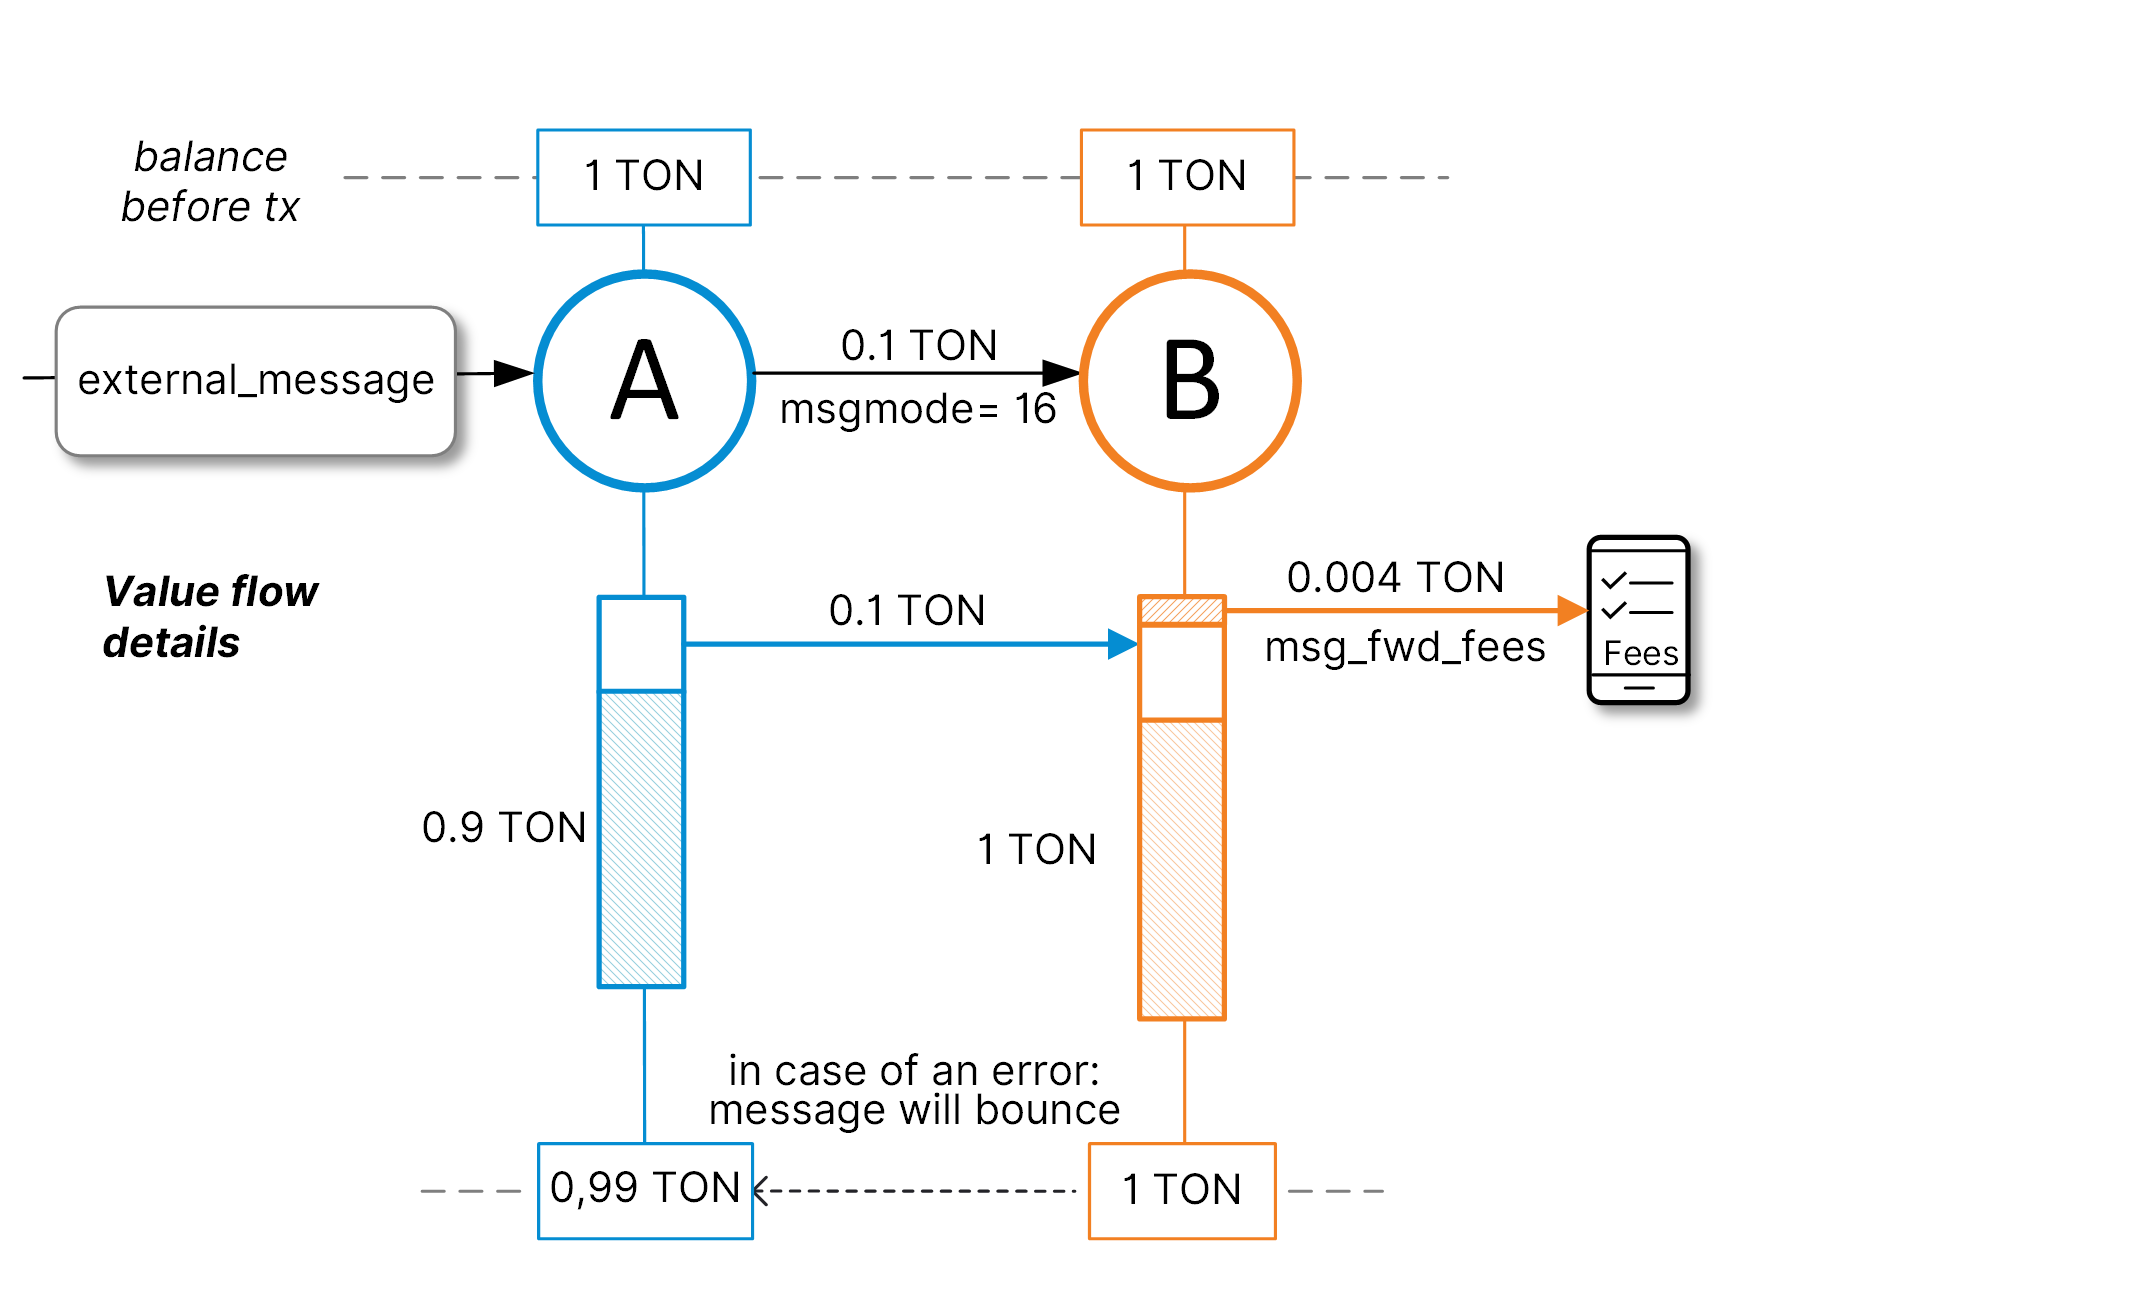 balance
before tx
1 TON
1 TON
external_message
A
0.1 TON
msgmode= 16
B
Value flow
details
0.1 TON
0.004 TON
msg_fwd_fees
Fees
0.9 TON
1 TON
in case of an error:
message will bounce
0,99 TON
1 TON